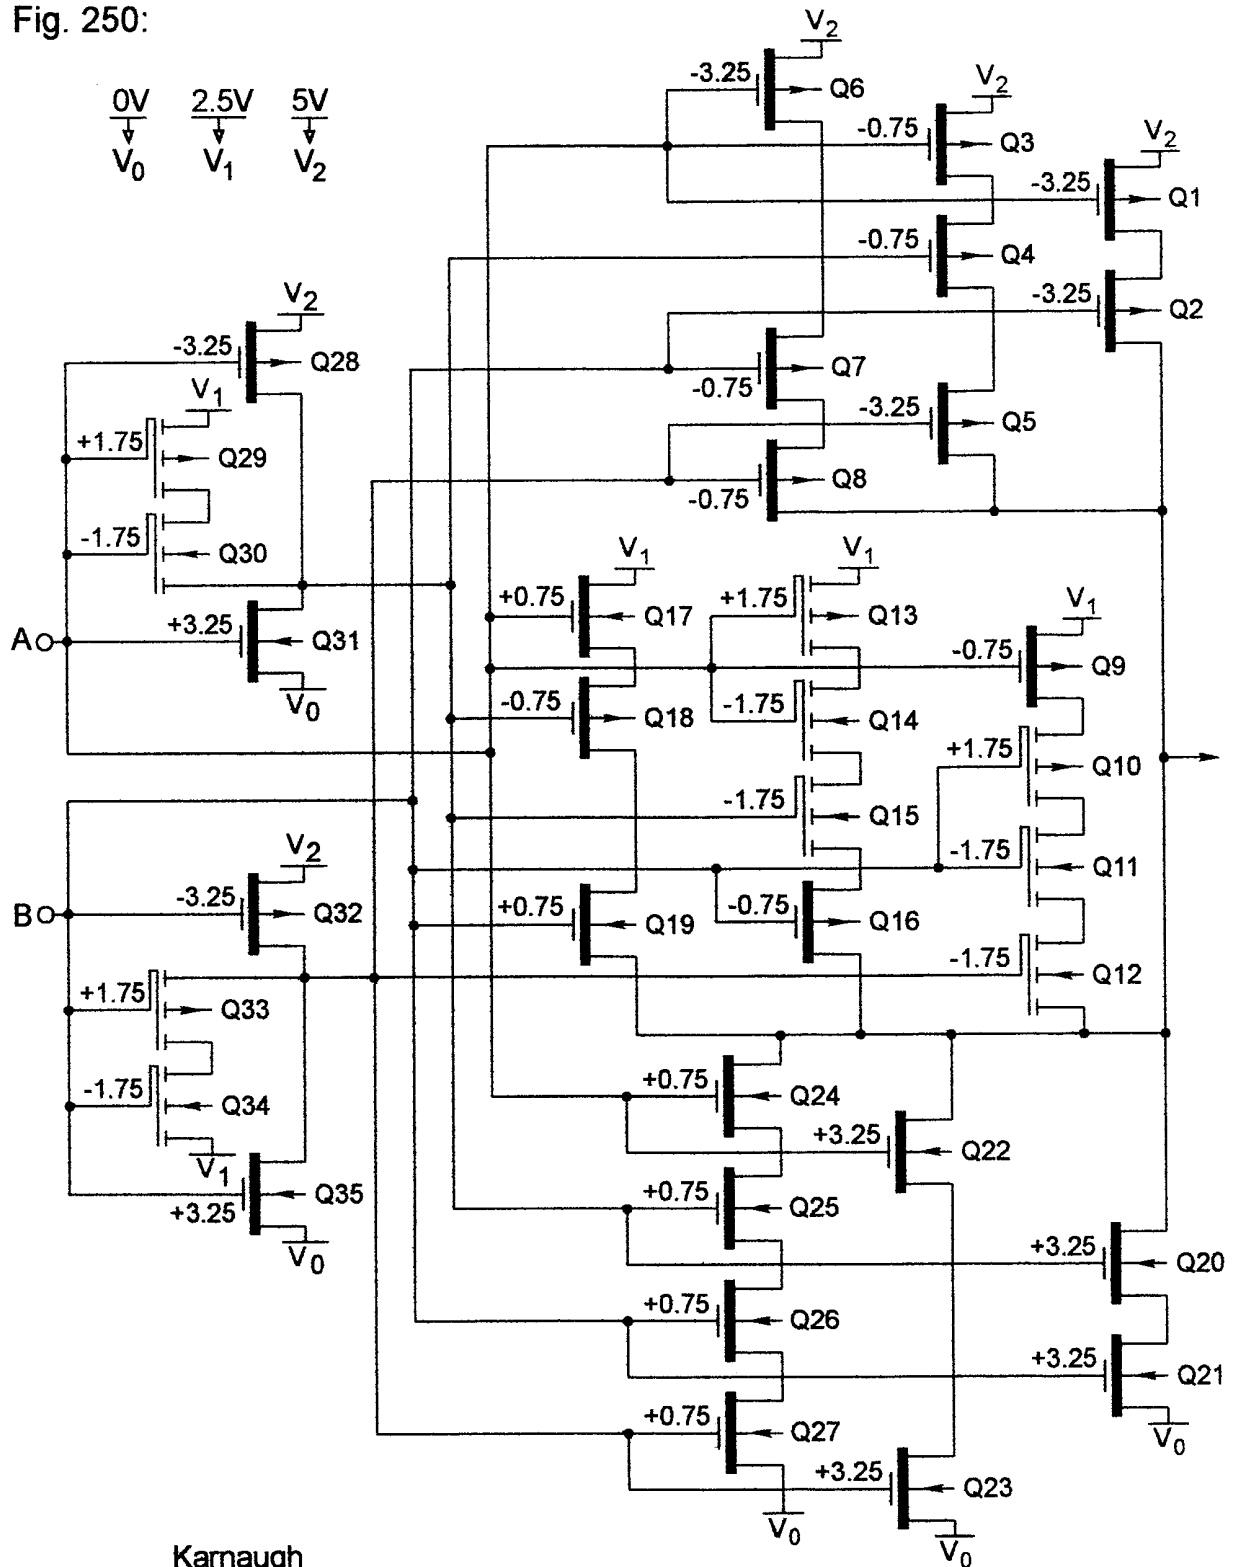 Fig. 250:
0V 2.5V 5V
V0 V1 V2
V2
-3.25 Q6
V2
-0.75 Q3
V2
-3.25 Q1
-0.75 Q4
-3.25 Q2
V2
-3.25 Q28
Q7
-0.75
V1
+1.75 Q29
-3.25 Q5
Q8
-0.75
-1.75 Q30
V1
+0.75 Q17
V1
+1.75 Q13
V1
-0.75 Q9
A
+3.25 Q31
V0
-0.75 Q18
-1.75 Q14
+1.75 Q10
-1.75 Q15
-1.75 Q11
V2
-3.25 Q32
B
+0.75 Q19
-0.75 Q16
-1.75 Q12
+1.75 Q33
-1.75 Q34
V1
+0.75 Q24
+3.25 Q22
Q35
+3.25
V0
+0.75 Q25
+3.25 Q20
+0.75 Q26
+3.25 Q21
V0
+0.75 Q27
+3.25 Q23
V0
V0
Karnaugh